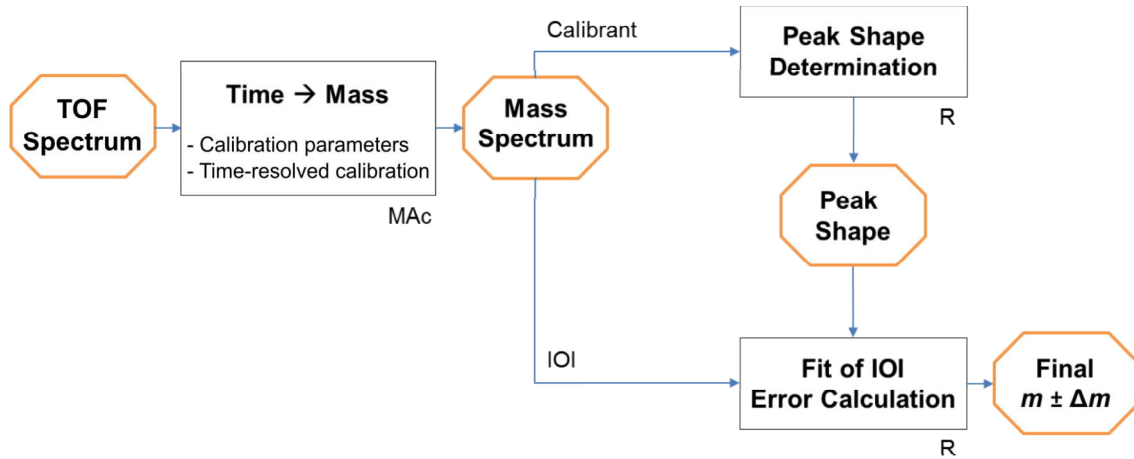 TOF
Spectrum
Time → Mass
- Calibration parameters
- Time-resolved calibration
MAc
Mass
Spectrum
Calibrant
IOI
Peak Shape
Determination
R
Peak
Shape
Fit of IOI
Error Calculation
R
Final
m ± Δm